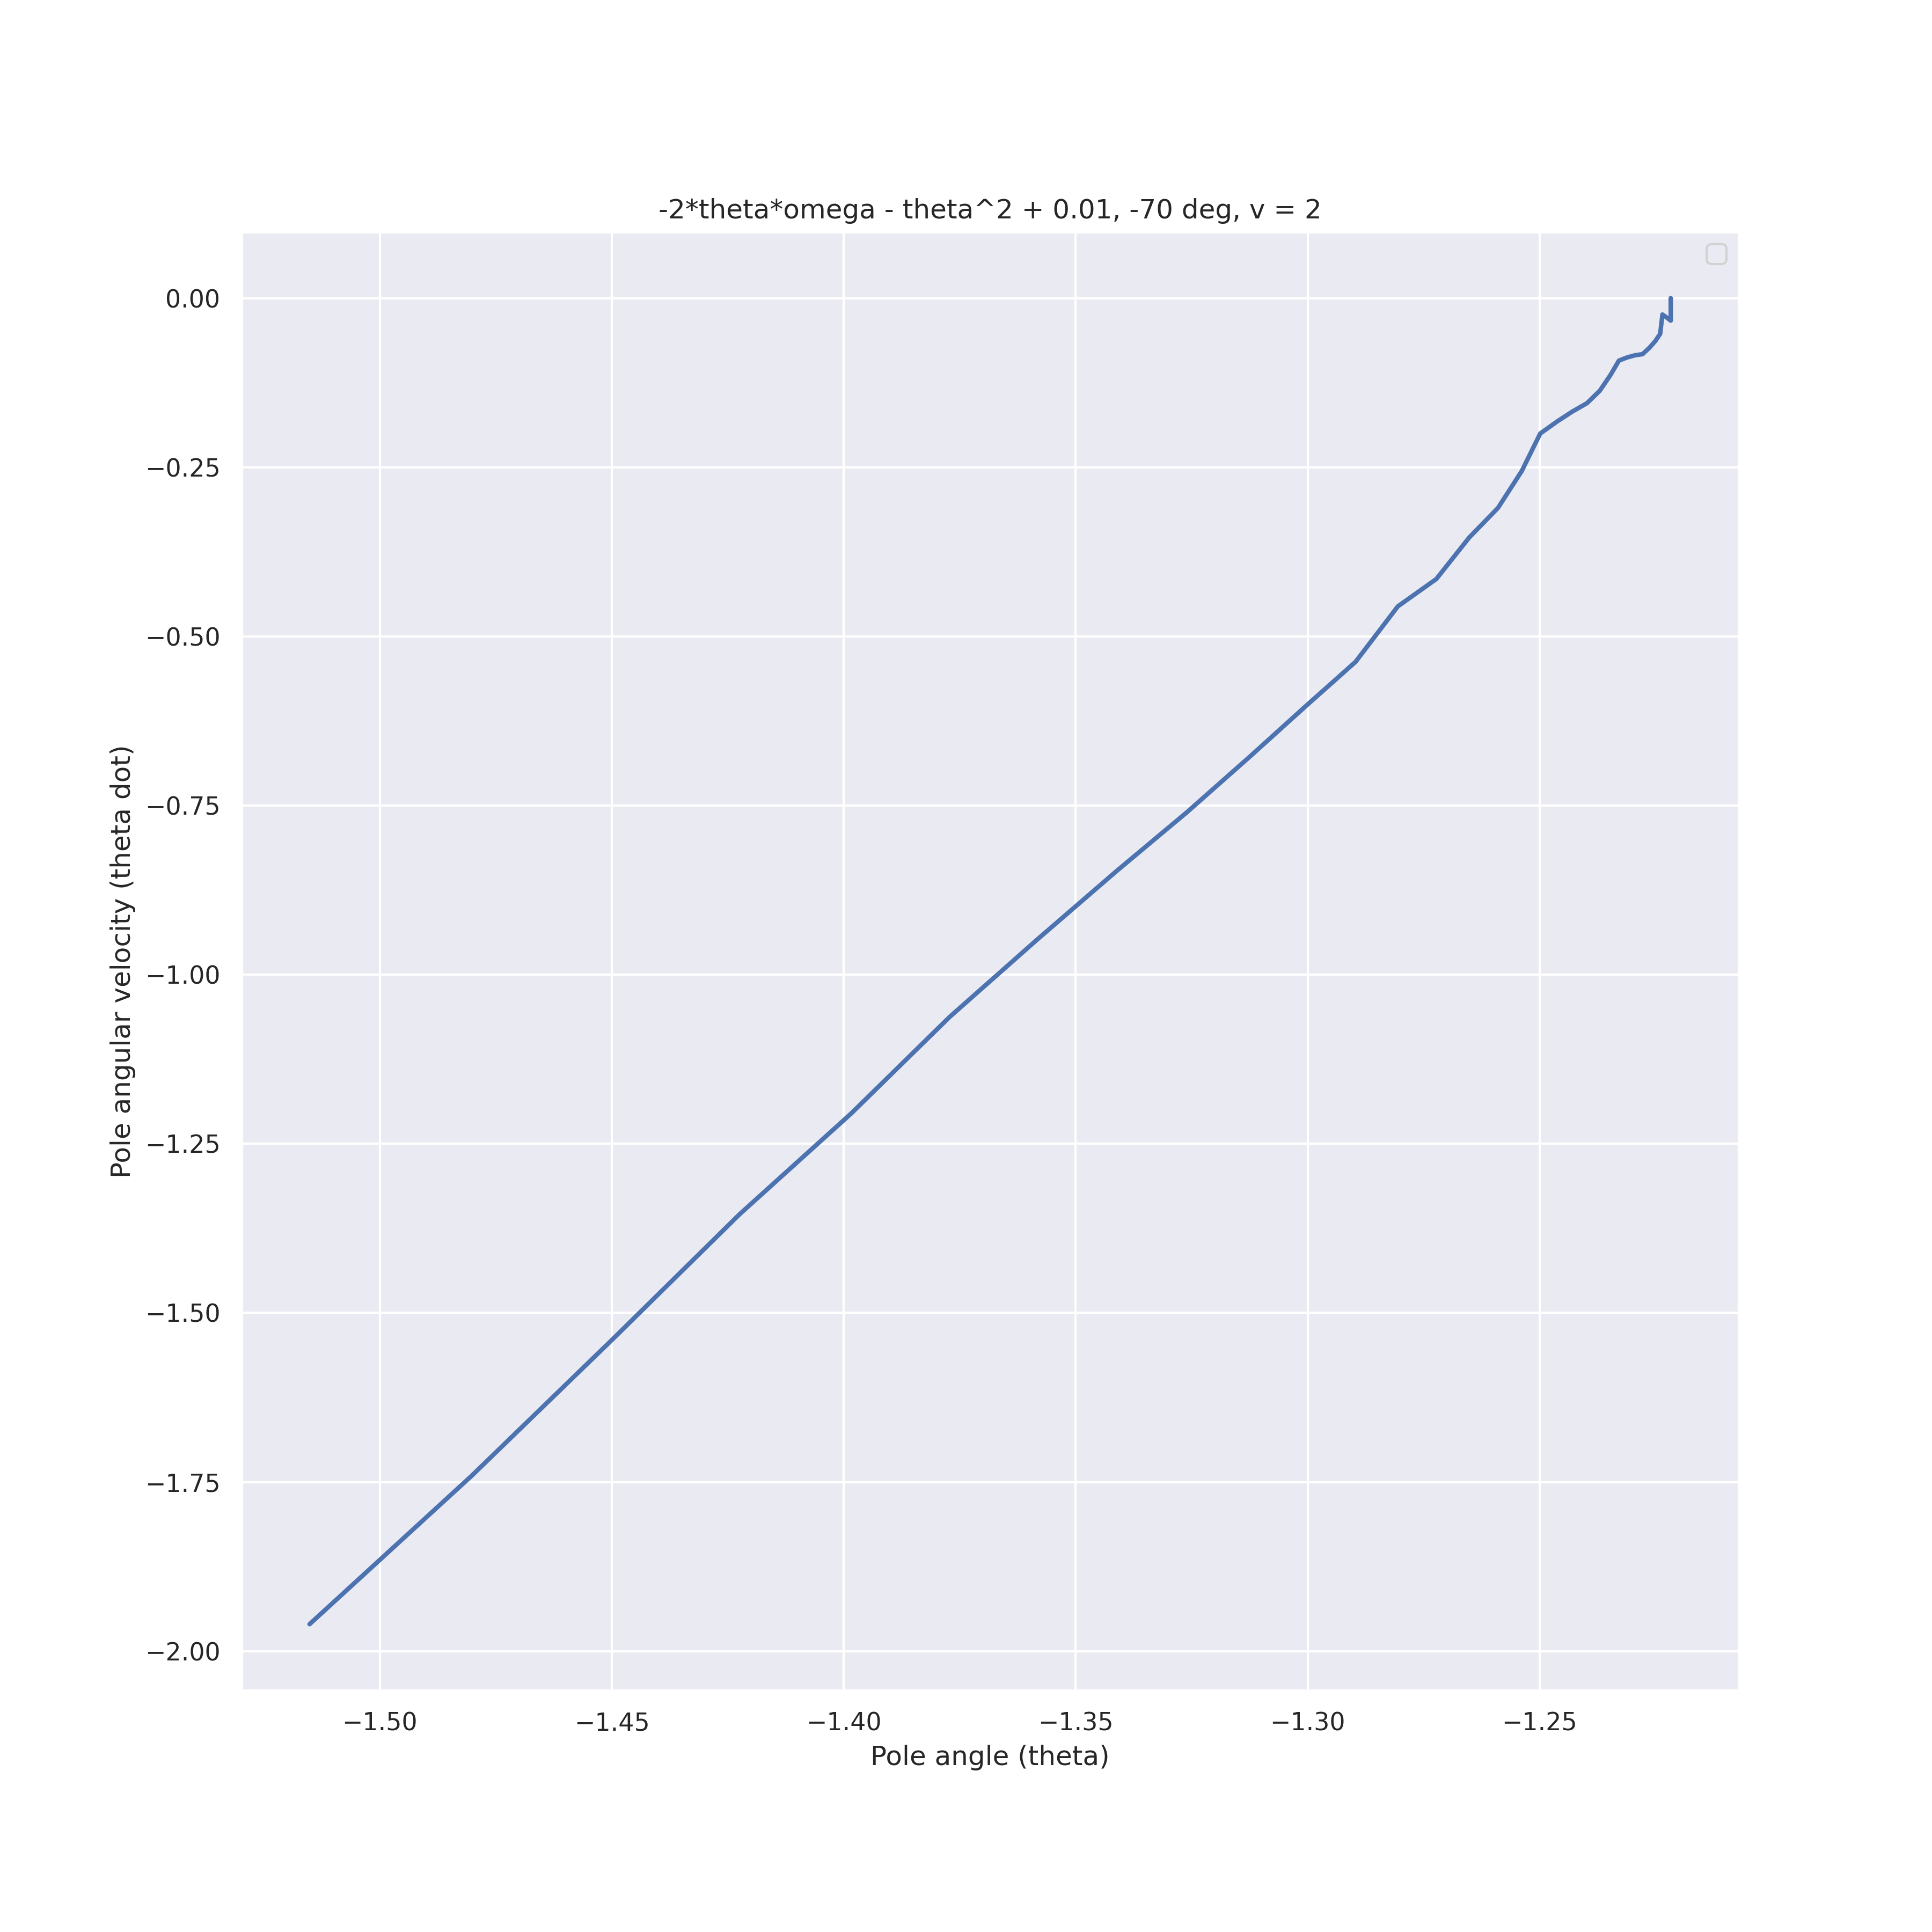 -2*theta*omega - theta^2 + 0.01, -70 deg, v = 2
0.00
−0.25
−0.50
−0.75
−1.00
−1.25
−1.50
−1.75
−2.00
Pole angular velocity (theta dot)
−1.50 −1.45 −1.40 −1.35 −1.30 −1.25
Pole angle (theta)